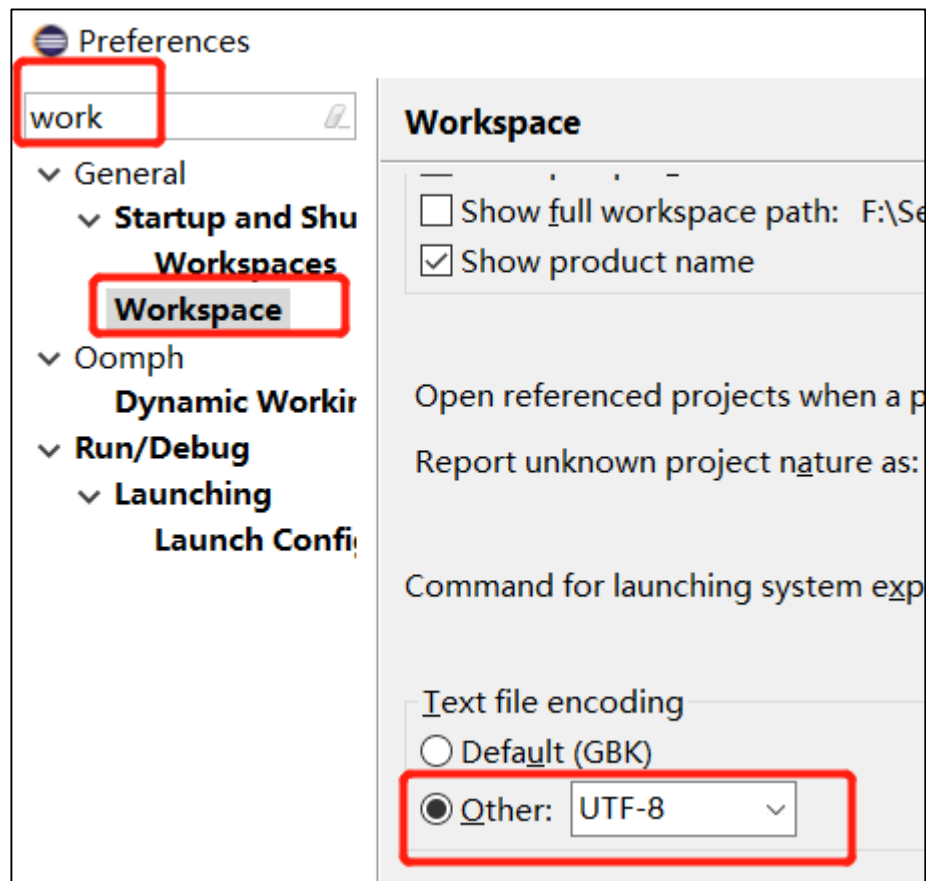 Preferences
work
General
Startup and Shu
Workspaces
Workspace
Oomph
Dynamic Workin
Run/Debug
Launching
Launch Config
Workspace
Show full workspace path: F:\Se
Show product name
Open referenced projects when a p
Report unknown project nature as:
Command for launching system exp
Text file encoding
Default (GBK)
Other: UTF-8